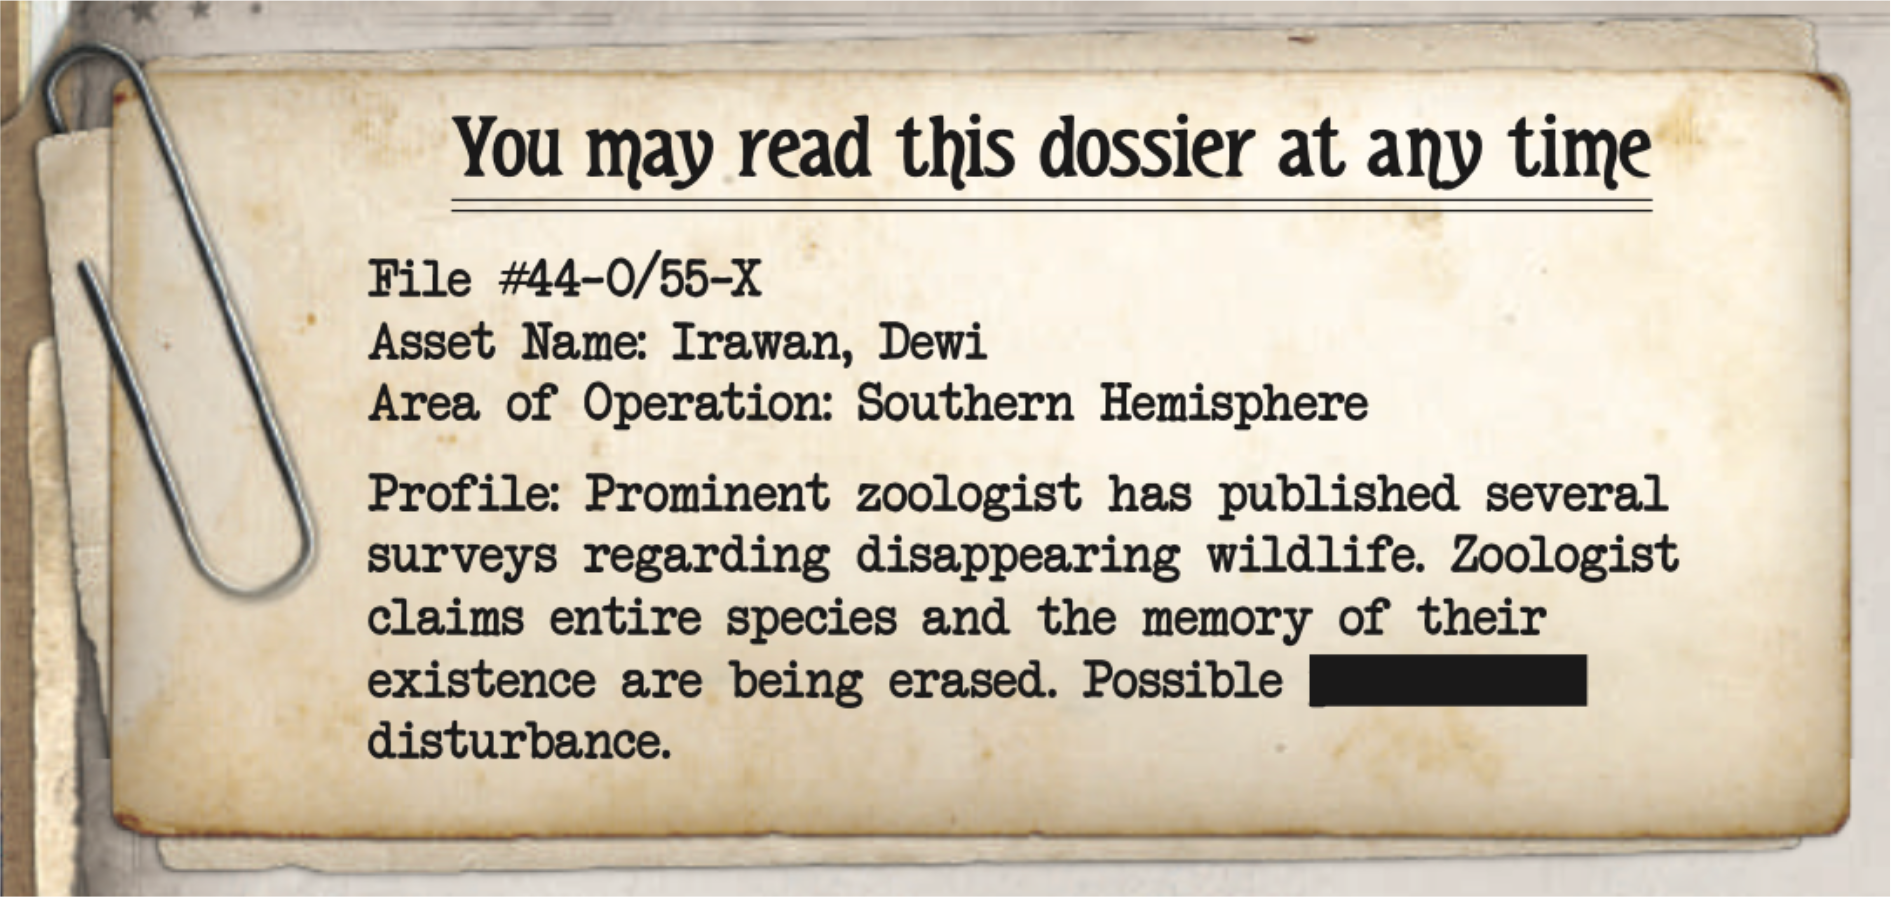 You may read this dossier at any time
File #44-0/55-X
Asset Name: Irawan, Dewi
Area of Operation: Southern Hemisphere
Profile: Prominent zoologist has published several
surveys regarding disappearing wildlife. Zoologist
claims entire species and the memory of their
existence are being erased. Possible
disturbance.